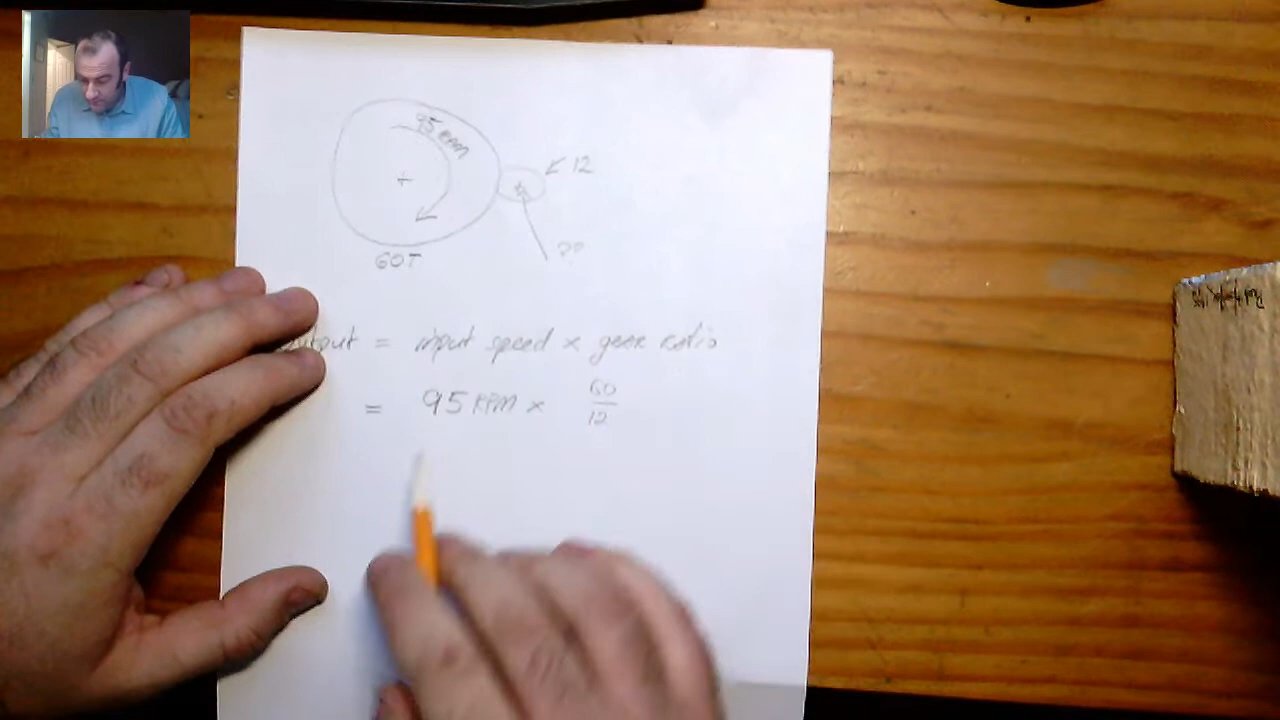 95 RPM
12
??
60T
output = input speed x gear ratio
= 95 RPM x 60/12